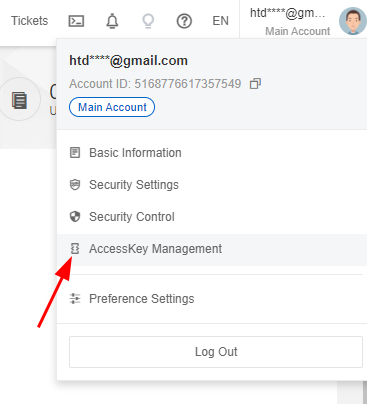 Tickets
EN
htd****@gm...
Main Account
htd****@gmail.com
Account ID: 5168776617357549
Main Account
Basic Information
Security Settings
Security Control
AccessKey Management
Preference Settings
Log Out